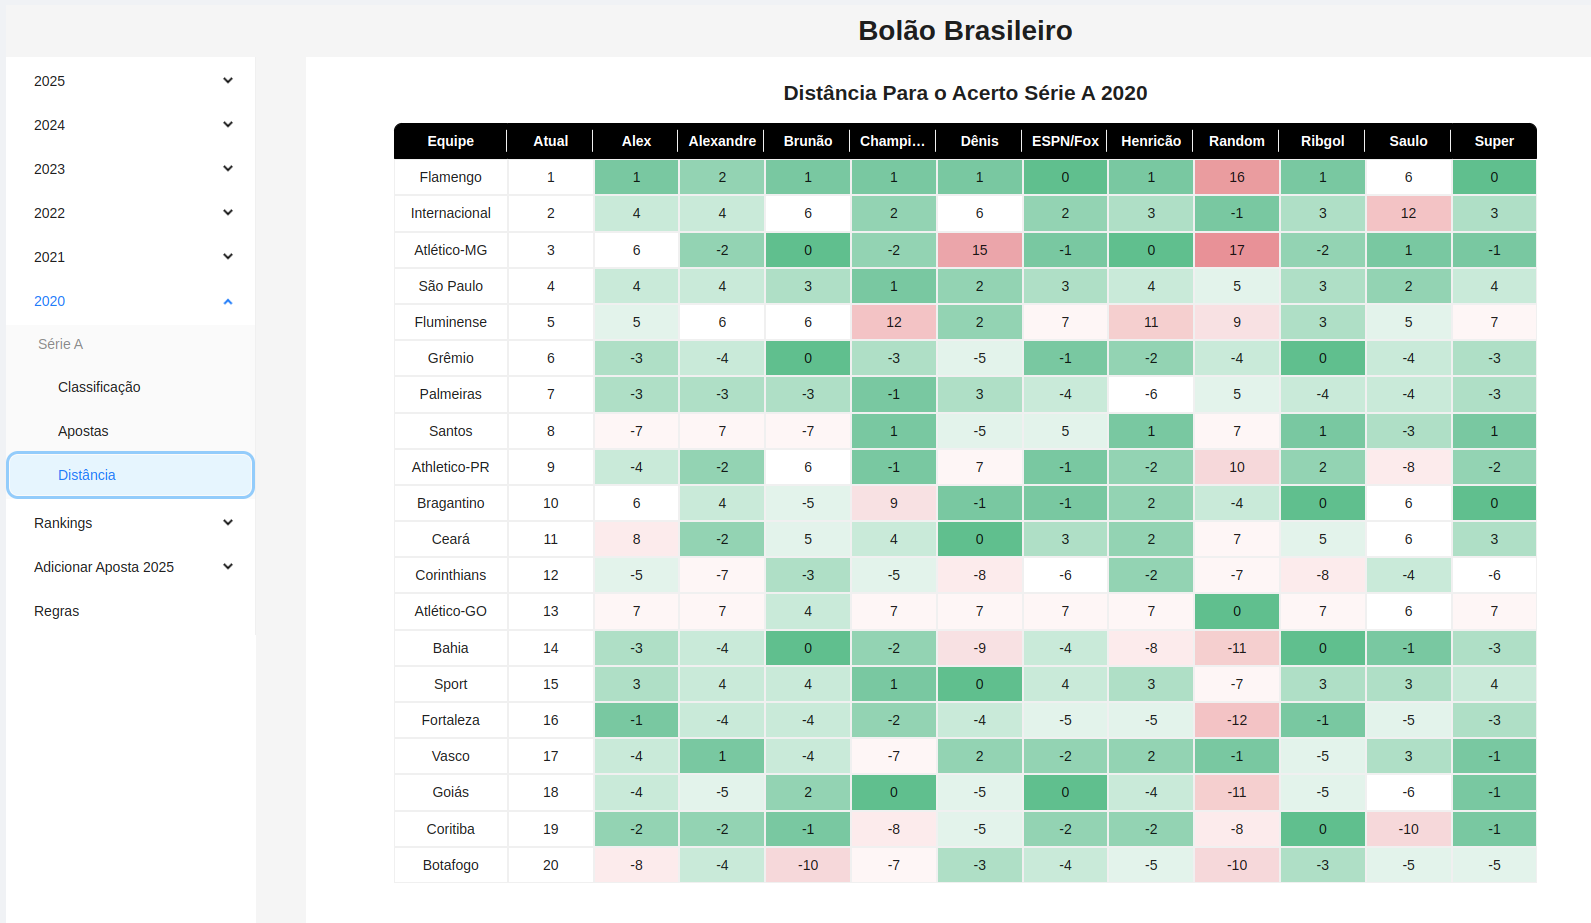 Bolão Brasileiro
2025
2024
2023
2022
2021
2020
Série A
Classificação
Apostas
Distância
Rankings
Adicionar Aposta 2025
Regras
Distância Para o Acerto Série A 2020
Equipe Atual Alex Alexandre Brunão Champi... Dênis ESPN/Fox Henricão Random Ribgol Saulo Super
Flamengo 1 1 2 1 1 1 0 1 16 1 6 0
Internacional 2 4 4 6 2 6 2 3 -1 3 12 3
Atlético-MG 3 6 -2 0 -2 15 -1 0 17 -2 1 -1
São Paulo 4 4 4 3 1 2 3 4 5 3 2 4
Fluminense 5 5 6 6 12 2 7 11 9 3 5 7
Grêmio 6 -3 -4 0 -3 -5 -1 -2 -4 0 -4 -3
Palmeiras 7 -3 -3 -3 -1 3 -4 -6 5 -4 -4 -3
Santos 8 -7 7 -7 1 -5 5 1 7 1 -3 1
Athletico-PR 9 -4 -2 6 -1 7 -1 -2 10 2 -8 -2
Bragantino 10 6 4 -5 9 -1 -1 2 -4 0 6 0
Ceará 11 8 -2 5 4 0 3 2 7 5 6 3
Corinthians 12 -5 -7 -3 -5 -8 -6 -2 -7 -8 -4 -6
Atlético-GO 13 7 7 4 7 7 7 7 0 7 6 7
Bahia 14 -3 -4 0 -2 -9 -4 -8 -11 0 -1 -3
Sport 15 3 4 4 1 0 4 3 -7 3 3 4
Fortaleza 16 -1 -4 -4 -2 -4 -5 -5 -12 -1 -5 -3
Vasco 17 -4 1 -4 -7 2 -2 2 -1 -5 3 -1
Goiás 18 -4 -5 2 0 -5 0 -4 -11 -5 -6 -1
Coritiba 19 -2 -2 -1 -8 -5 -2 -2 -8 0 -10 -1
Botafogo 20 -8 -4 -10 -7 -3 -4 -5 -10 -3 -5 -5